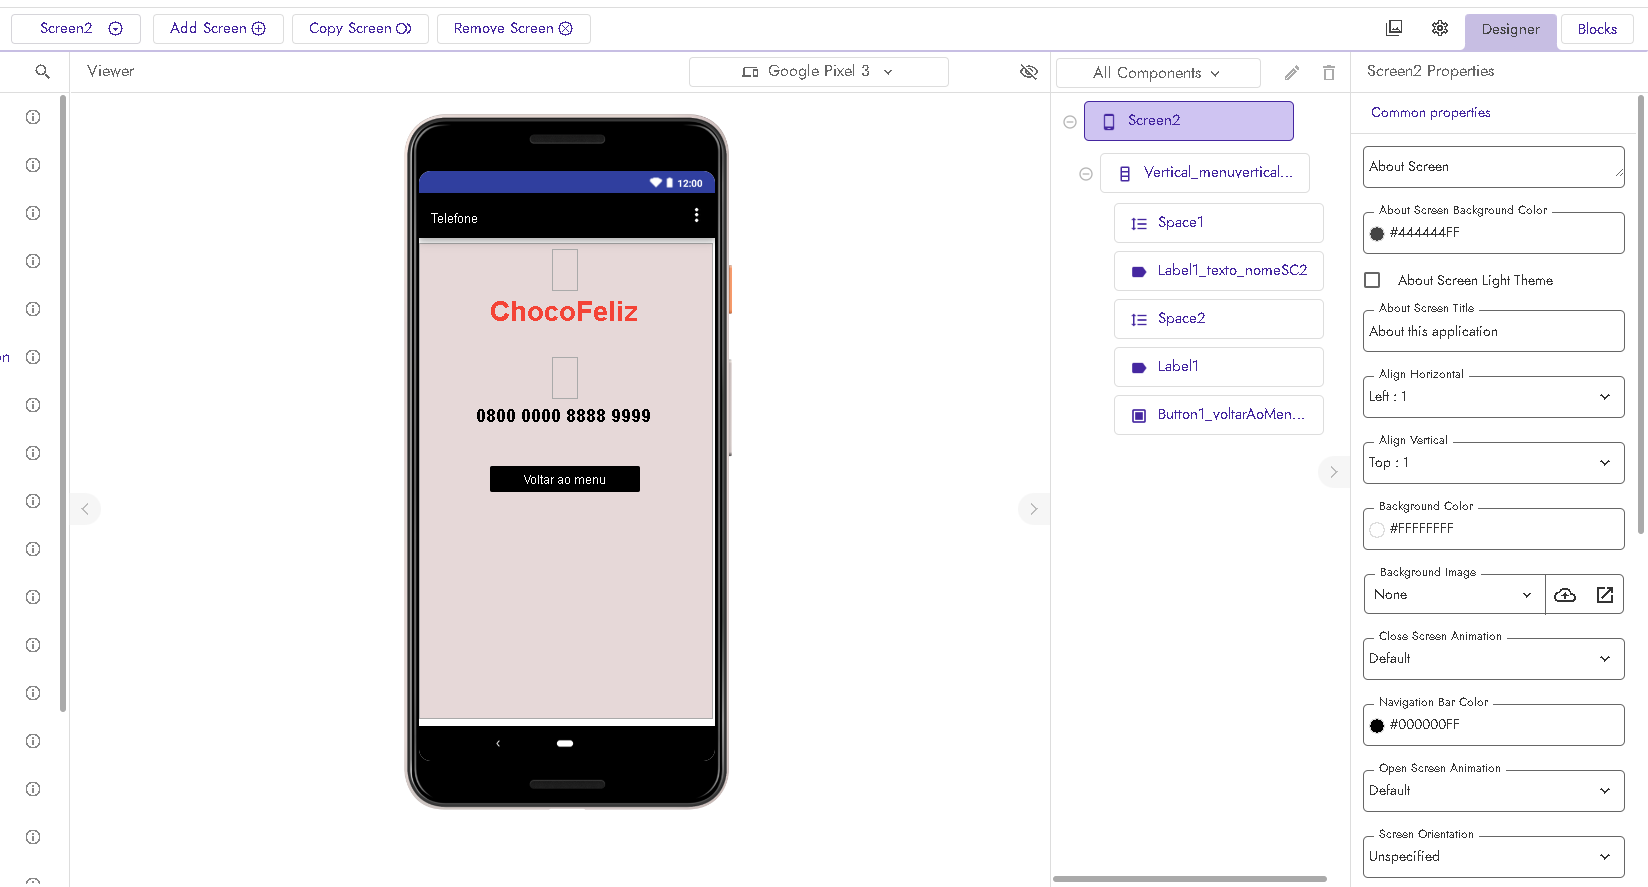 Screen2
Add Screen
Copy Screen
Remove Screen
Designer
Blocks
Viewer
Google Pixel 3
All Components
Screen2 Properties
on
12:00
Telefone
ChocoFeliz
0800 0000 8888 9999
Voltar ao menu
Screen2
Vertical_menuvertical...
Space1
Label1_texto_nomeSC2
Space2
Label1
Button1_voltarAoMen...
Common properties
About Screen
About Screen Background Color
#444444FF
About Screen Light Theme
About Screen Title
About this application
Align Horizontal
Left : 1
Align Vertical
Top : 1
Background Color
#FFFFFFFF
Background Image
None
Close Screen Animation
Default
Navigation Bar Color
#000000FF
Open Screen Animation
Default
Screen Orientation
Unspecified